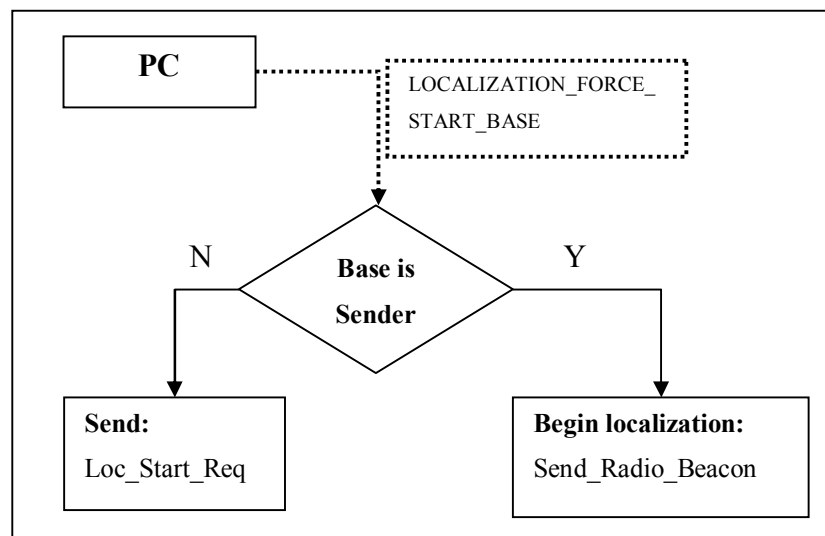 PC
LOCALIZATION_FORCE_
START_BASE
N
Y
Base is
Sender
Send:
Loc_Start_Req
Begin localization:
Send_Radio_Beacon